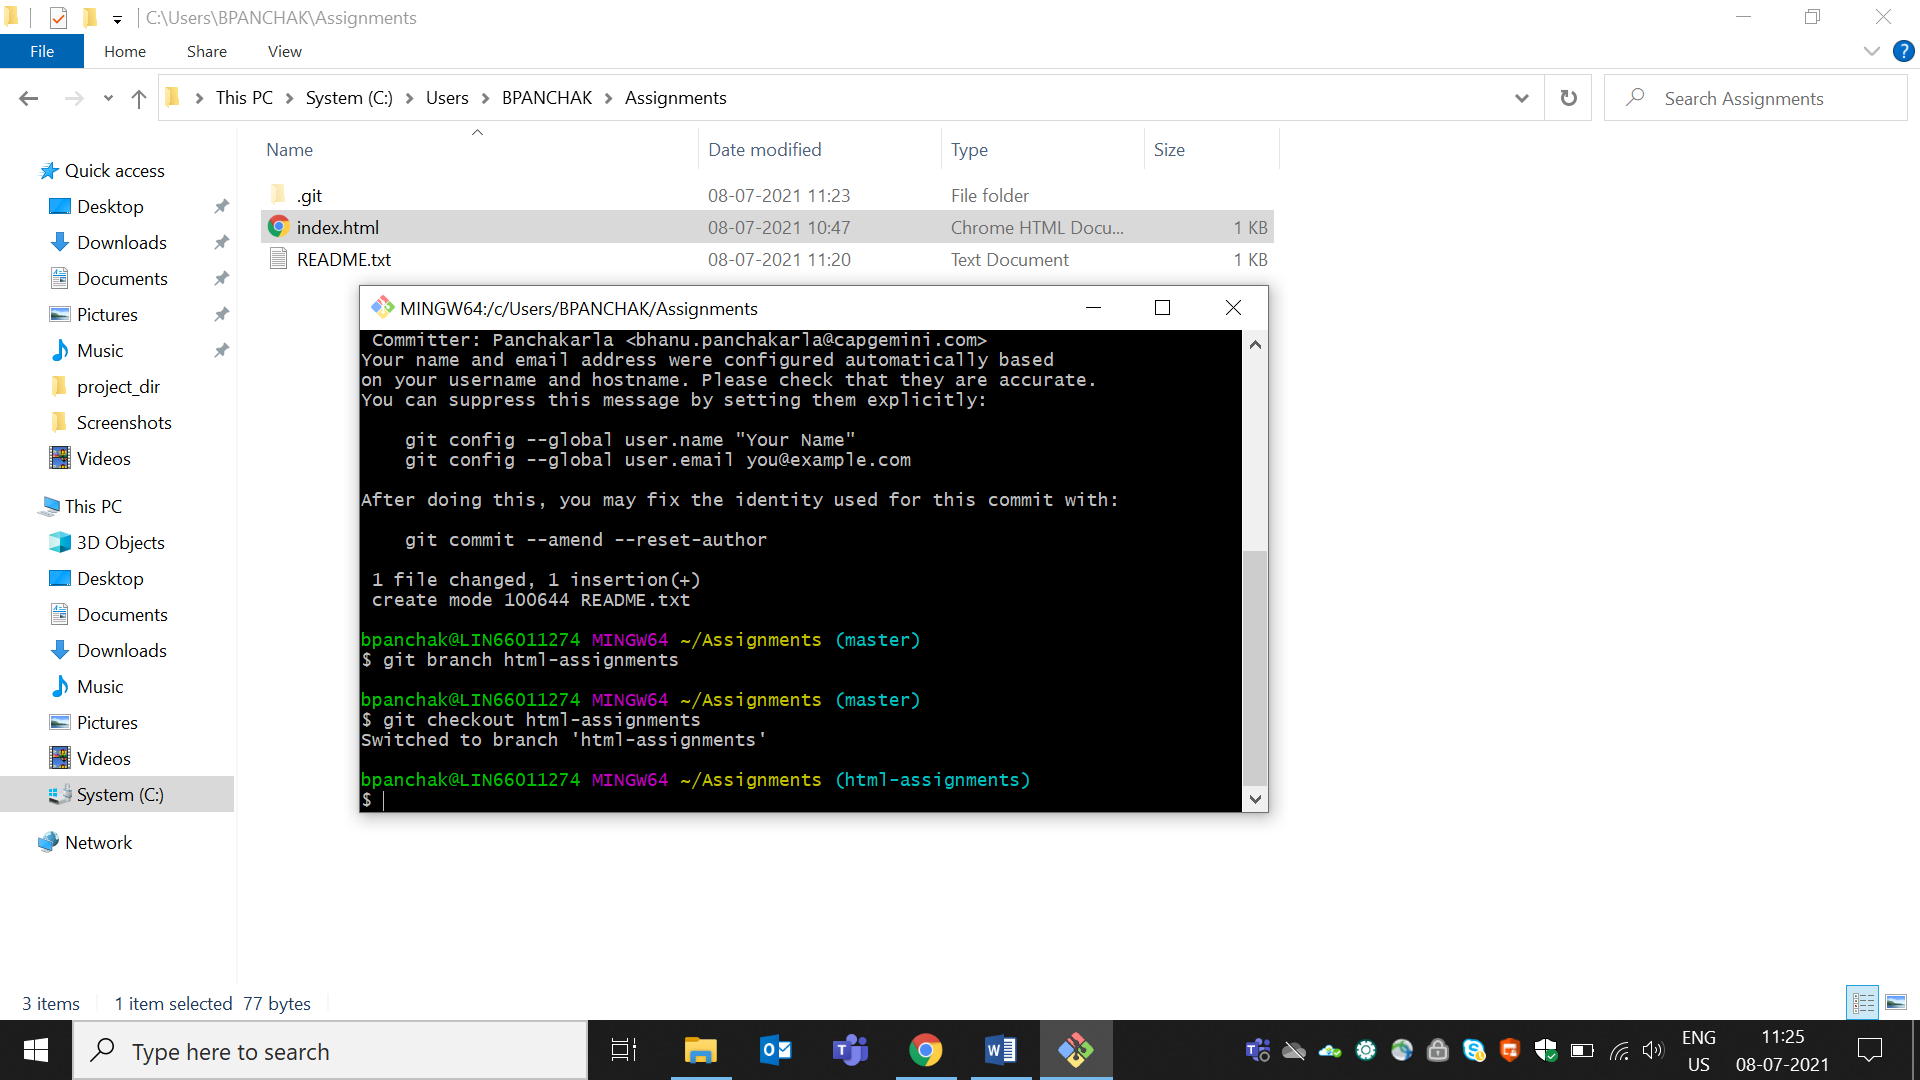 C:\Users\BPANCHAK\Assignments
File
Home
Share
View
?
This PC
System (C:)
Users
BPANCHAK
Assignments
Search Assignments
Name
Date modified
Type
Size
.git
08-07-2021 11:23
File folder
index.html
08-07-2021 10:47
Chrome HTML Docu...
1 KB
README.txt
08-07-2021 11:20
Text Document
1 KB
Quick access
Desktop
Downloads
Documents
Pictures
Music
project_dir
Screenshots
Videos
This PC
3D Objects
Desktop
Documents
Downloads
Music
Pictures
Videos
System (C:)
Network
MINGW64:/c/Users/BPANCHAK/Assignments
Committer: Panchakarla <bhanu.panchakarla@capgemini.com>
Your name and email address were configured automatically based
on your username and hostname. Please check that they are accurate.
You can suppress this message by setting them explicitly:
git config --global user.name "Your Name"
git config --global user.email you@example.com
After doing this, you may fix the identity used for this commit with:
git commit --amend --reset-author
1 file changed, 1 insertion(+)
create mode 100644 README.txt
bpanchak@LIN66011274 MINGW64 ~/Assignments (master)
$ git branch html-assignments
bpanchak@LIN66011274 MINGW64 ~/Assignments (master)
$ git checkout html-assignments
Switched to branch 'html-assignments'
bpanchak@LIN66011274 MINGW64 ~/Assignments (html-assignments)
$
3 items
1 item selected 77 bytes
Type here to search
ENG
US
11:25
08-07-2021